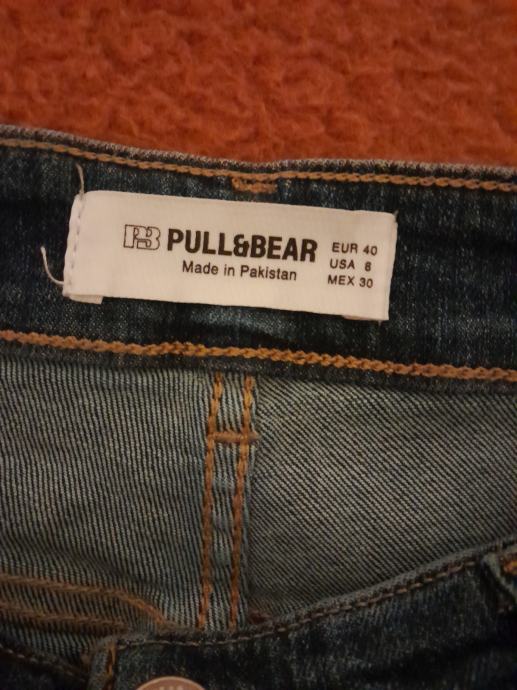 PB PULL&BEAR
Made in Pakistan
EUR 40
USA 8
MEX 30